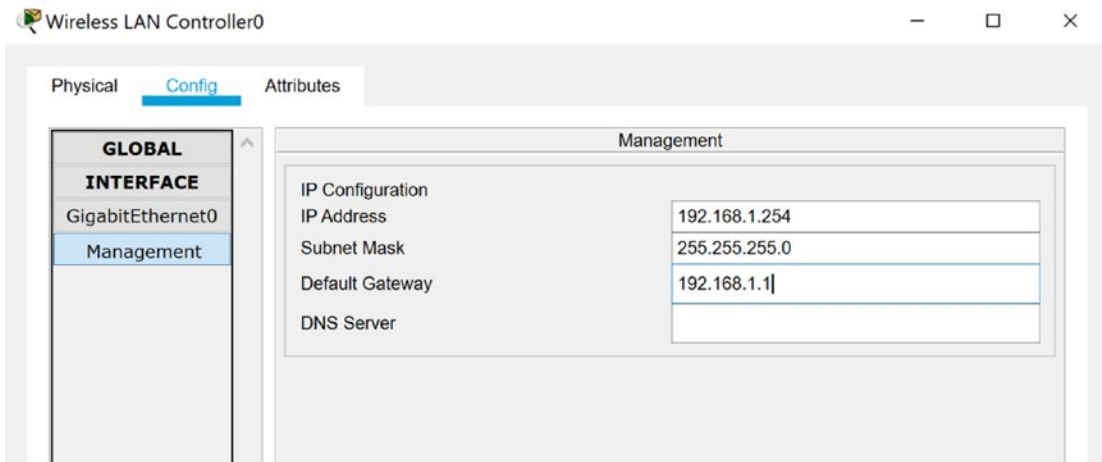 Wireless LAN Controller0
Physical Config Attributes
GLOBAL
INTERFACE
GigabitEthernet0
Management
Management
IP Configuration
IP Address 192.168.1.254
Subnet Mask 255.255.255.0
Default Gateway 192.168.1.1
DNS Server